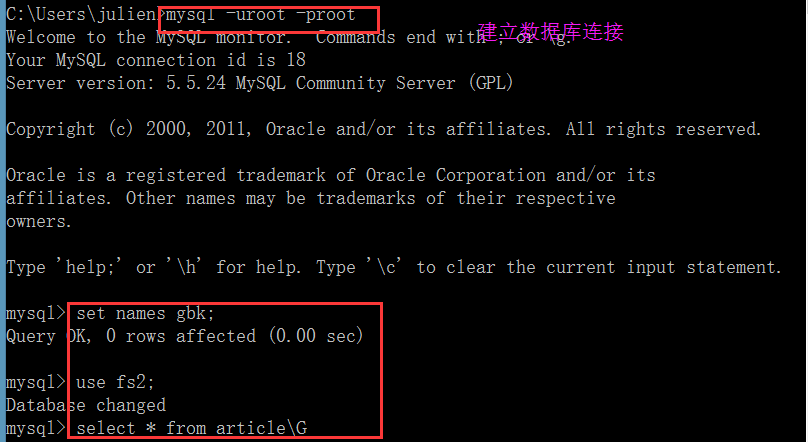 C:\Users\julien>mysql -uroot -proot
Welcome to the MySQL monitor.  Commands end with ; or \g.
建立数据库连接
Your MySQL connection id is 18
Server version: 5.5.24 MySQL Community Server (GPL)
Copyright (c) 2000, 2011, Oracle and/or its affiliates. All rights reserved.
Oracle is a registered trademark of Oracle Corporation and/or its
affiliates. Other names may be trademarks of their respective
owners.
Type 'help;' or '\h' for help. Type '\c' to clear the current input statement.
mysql> set names gbk;
Query OK, 0 rows affected (0.00 sec)
mysql> use fs2;
Database changed
mysql> select * from article\G